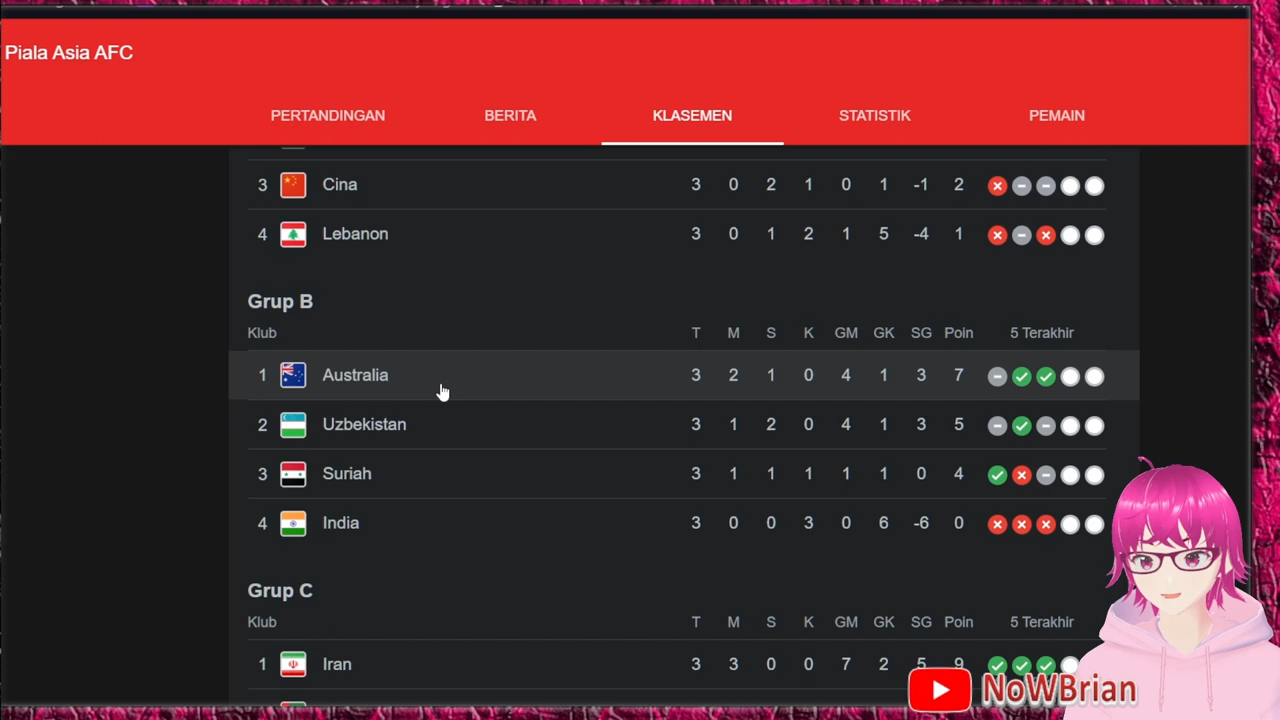 Piala Asia AFC
PERTANDINGAN BERITA KLASEMEN STATISTIK PEMAIN
3 Cina 3 0 2 1 0 1 -1 2
4 Lebanon 3 0 1 2 1 5 -4 1
Grup B
Klub T M S K GM GK SG Poin 5 Terakhir
1 Australia 3 2 1 0 4 1 3 7
2 Uzbekistan 3 1 2 0 4 1 3 5
3 Suriah 3 1 1 1 1 1 0 4
4 India 3 0 0 3 0 6 -6 0
Grup C
Klub T M S K GM GK SG Poin 5 Terakhir
1 Iran 3 3 0 0 7 2 5 9
NoWBrian